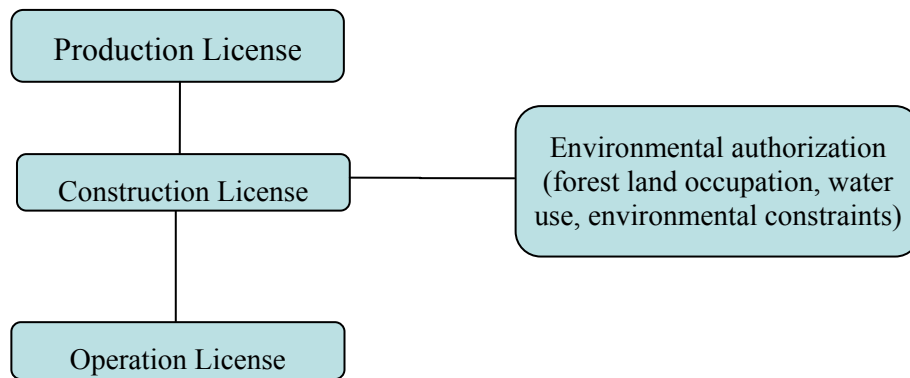 Production License
Construction License
Environmental authorization
(forest land occupation, water
use, environmental constraints)
Operation License